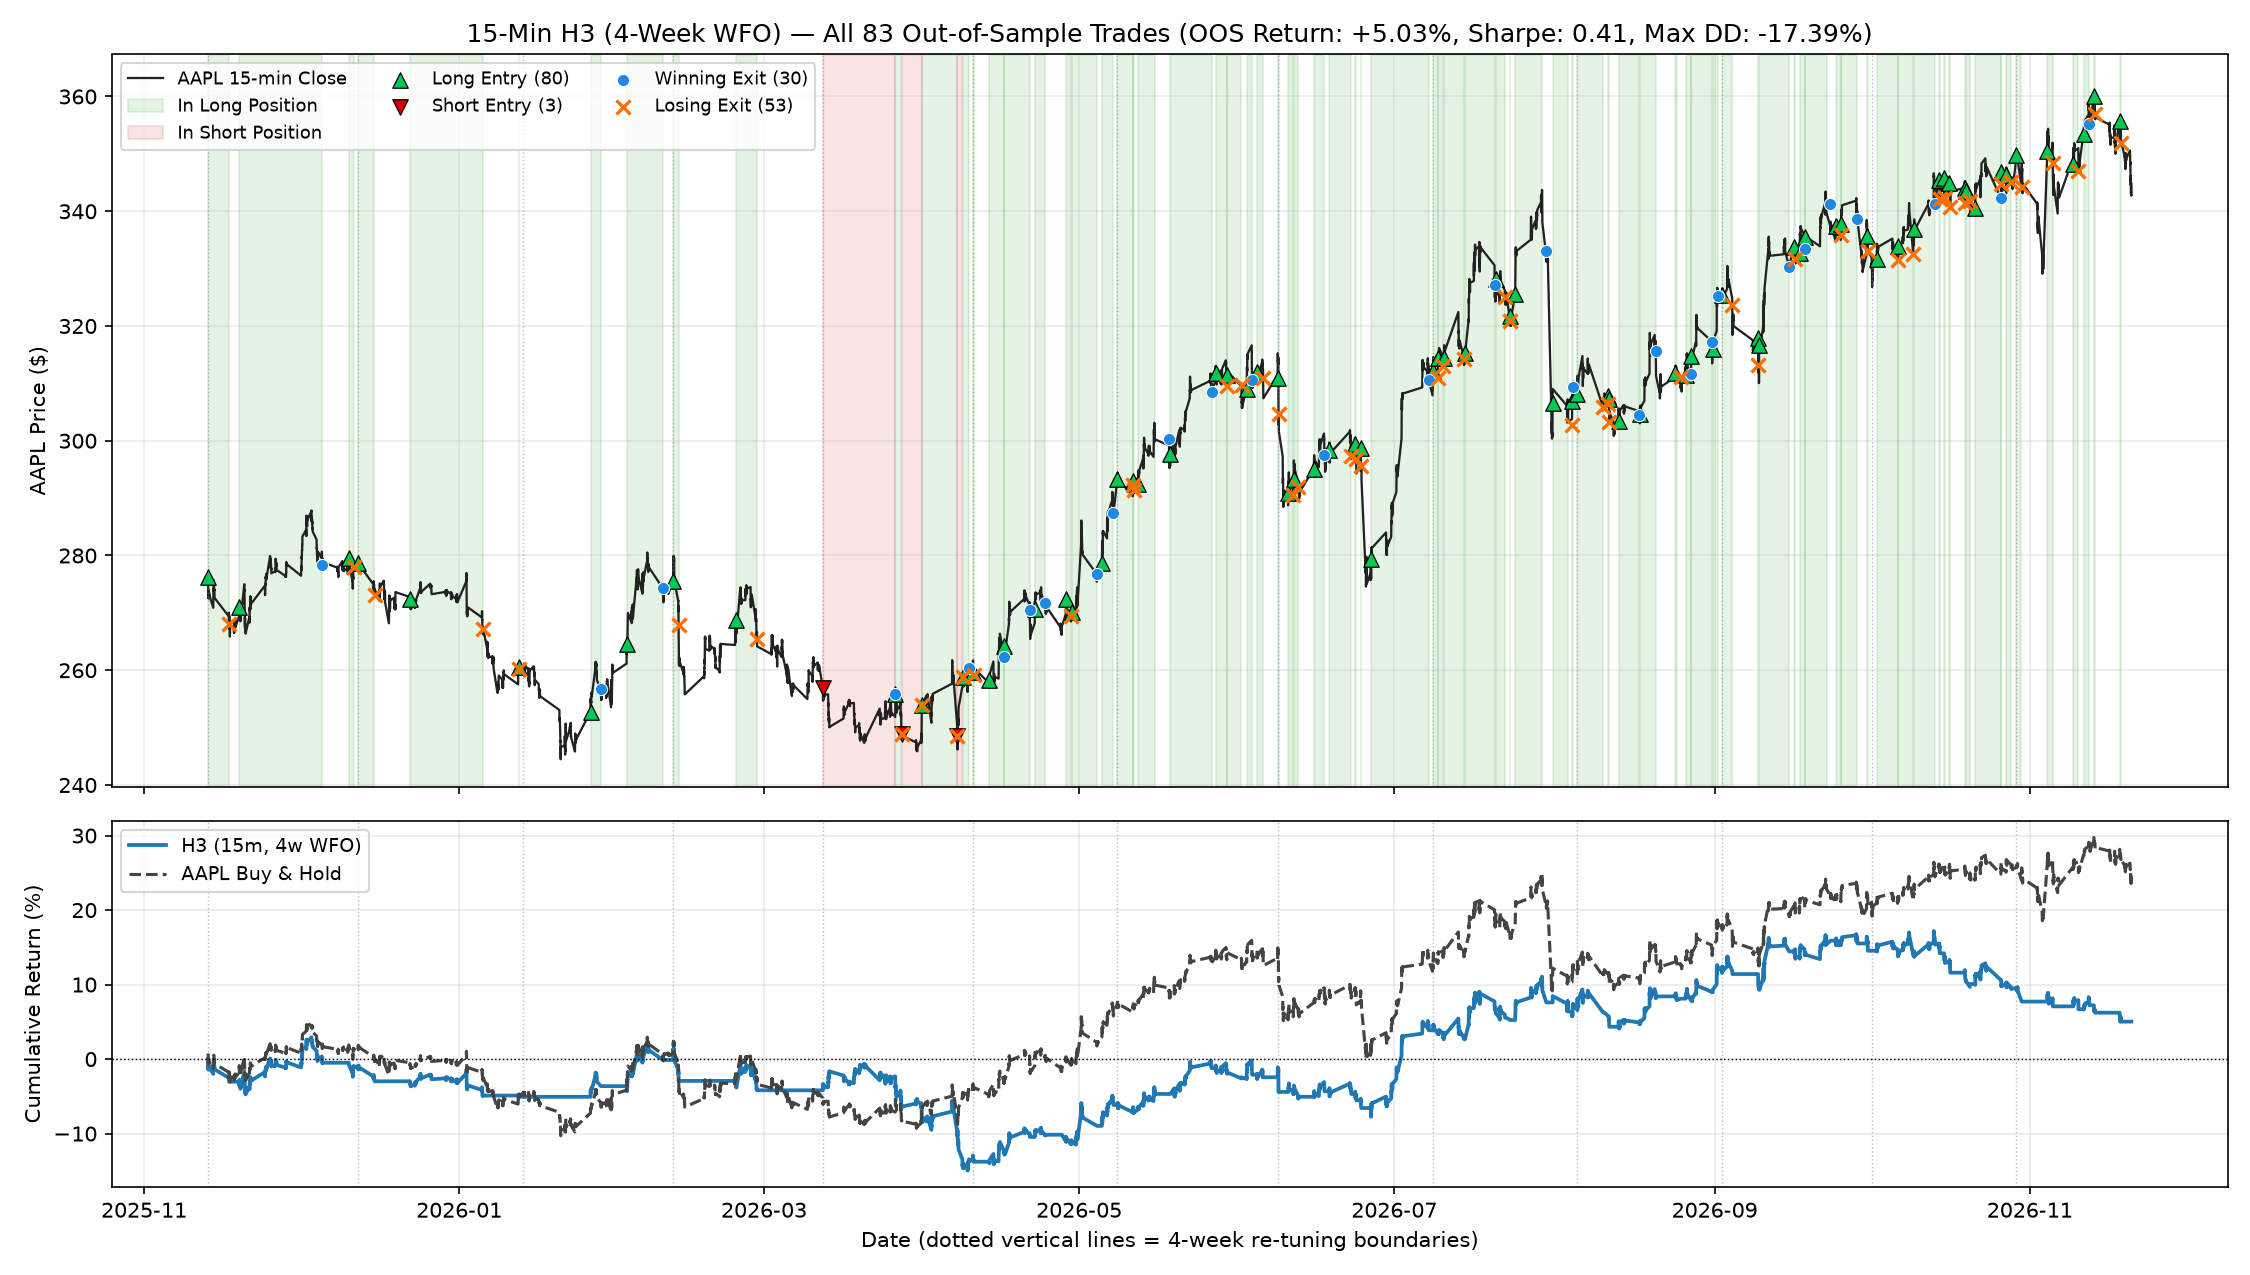 15-Min H3 (4-Week WFO) — All 83 Out-of-Sample Trades (OOS Return: +5.03%, Sharpe: 0.41, Max DD: -17.39%)
AAPL 15-min Close
In Long Position
In Short Position
Long Entry (80)
Short Entry (3)
Winning Exit (30)
Losing Exit (53)
AAPL Price ($)
360
340
320
300
280
260
240
H3 (15m, 4w WFO)
AAPL Buy & Hold
Cumulative Return (%)
30
20
10
0
−10
2025-11
2026-01
2026-03
2026-05
2026-07
2026-09
2026-11
Date (dotted vertical lines = 4-week re-tuning boundaries)